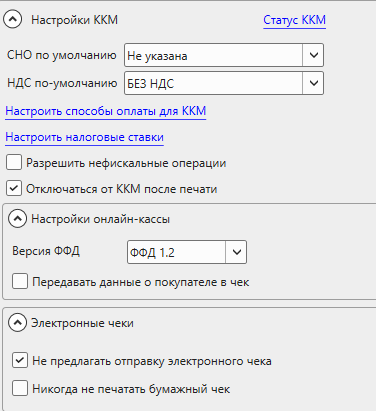 Настройки ККМ Статус ККМ
СНО по умолчанию Не указана
НДС по-умолчанию БЕЗ НДС
Настроить способы оплаты для ККМ
Настроить налоговые ставки
Разрешить нефискальные операции
Отключаться от ККМ после печати
Настройки онлайн-кассы
Версия ФФД ФФД 1.2
Передавать данные о покупателе в чек
Электронные чеки
Не предлагать отправку электронного чека
Никогда не печатать бумажный чек